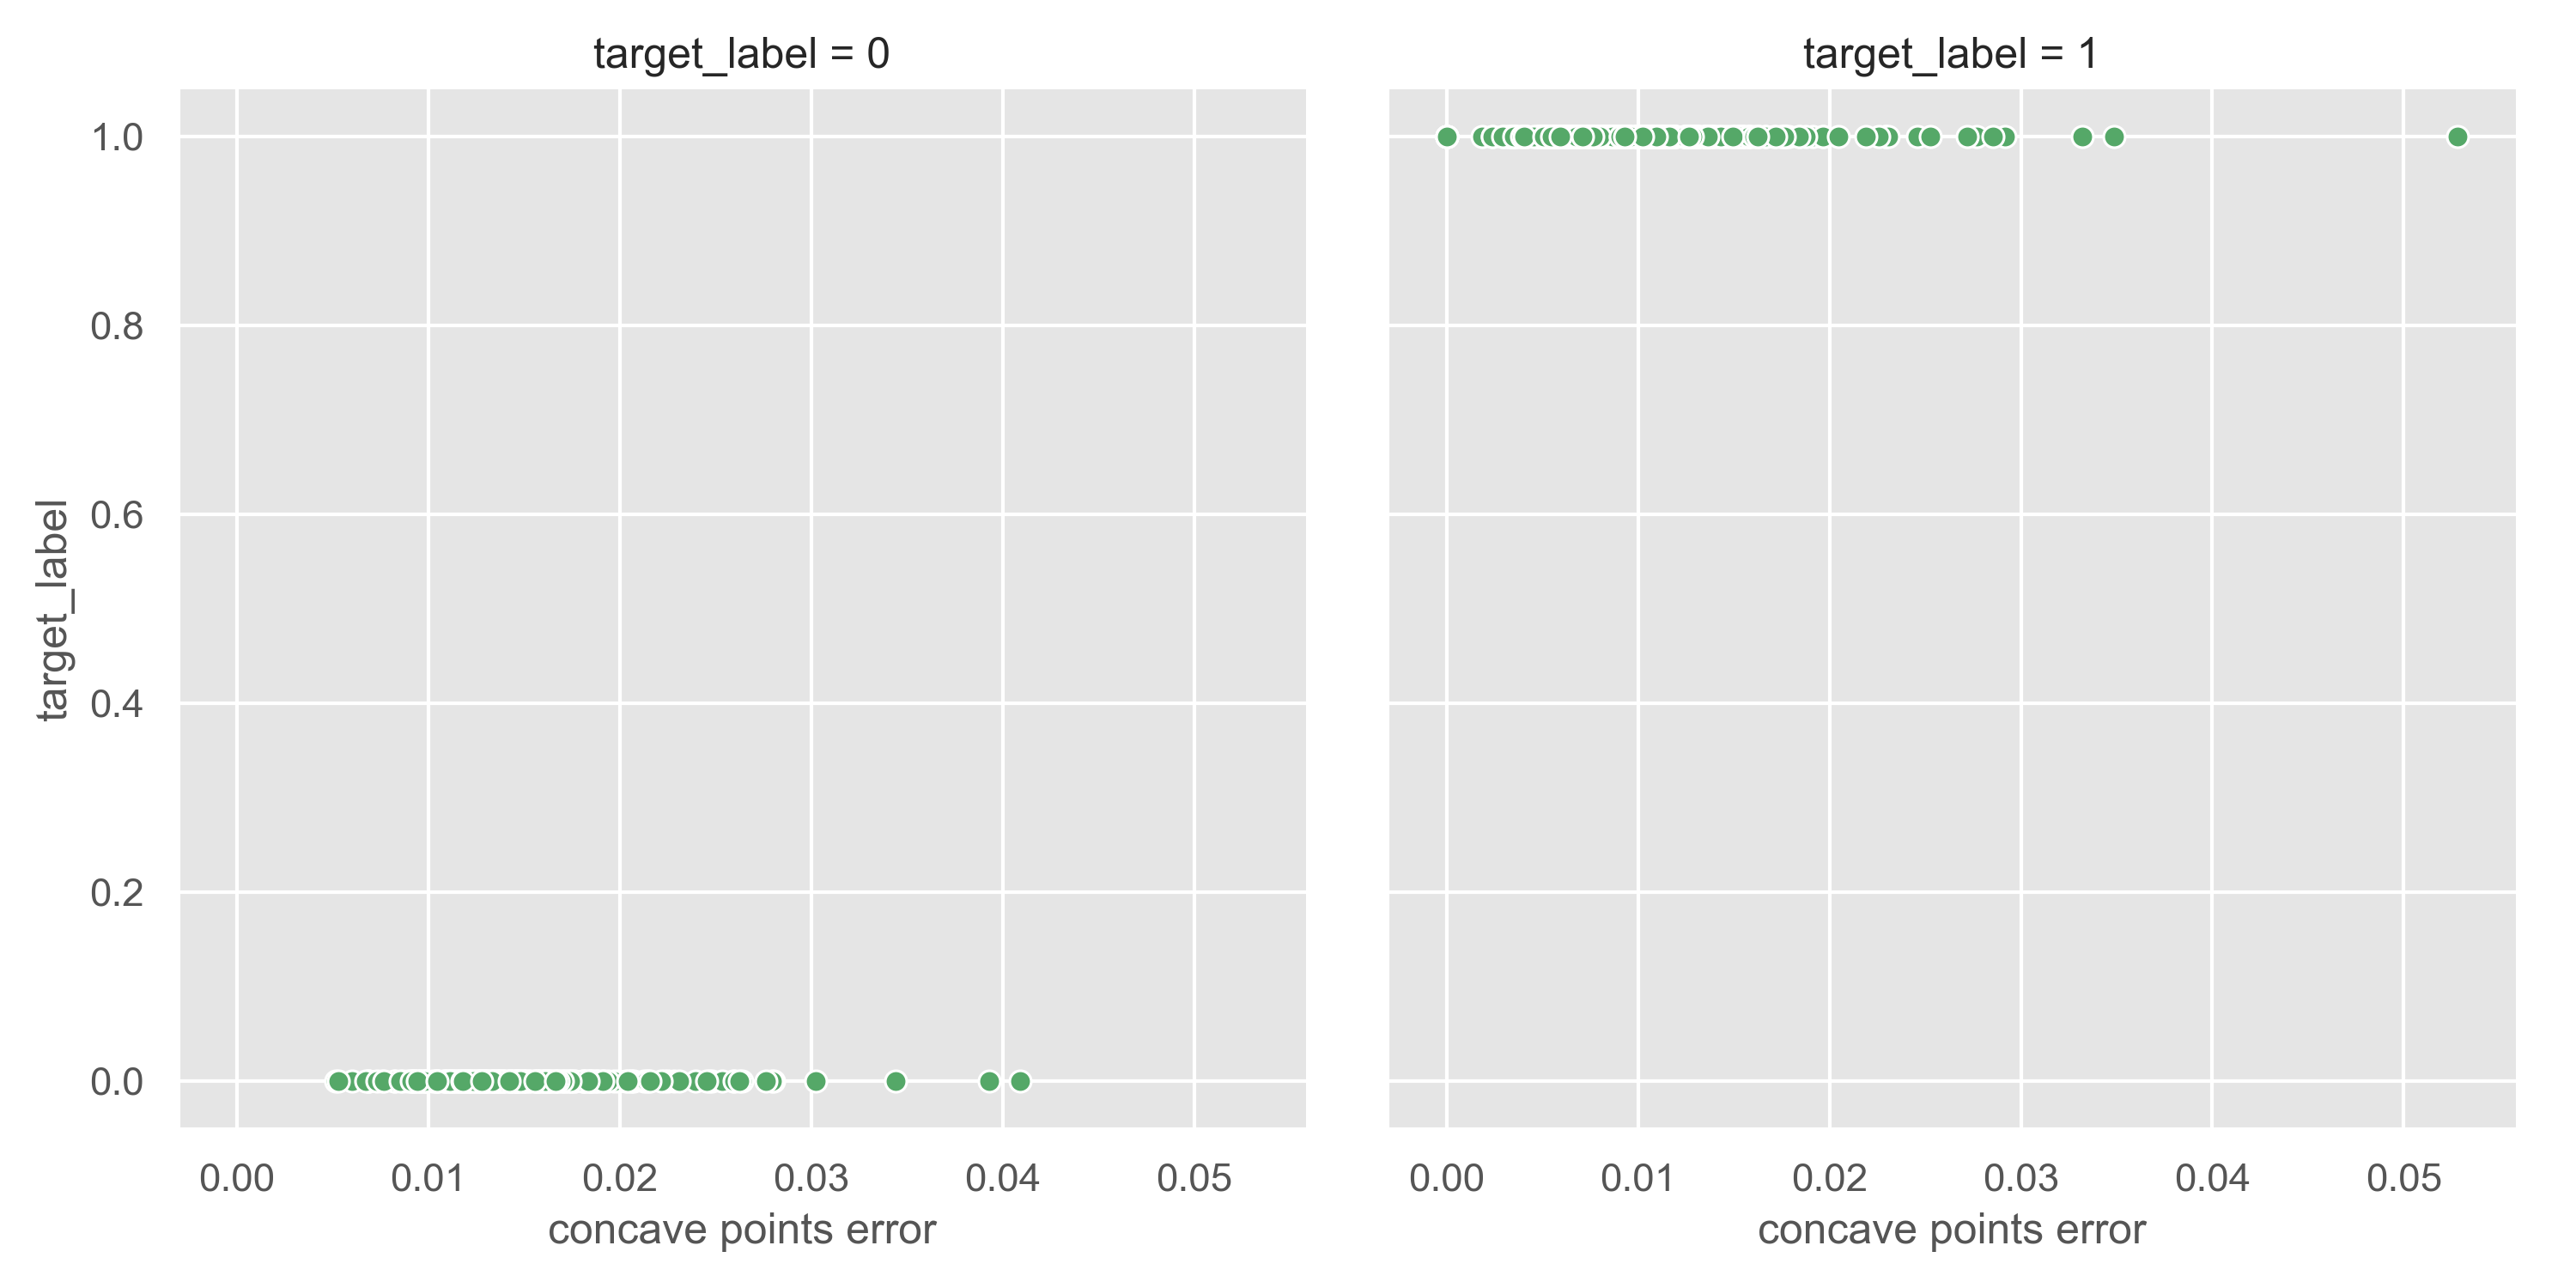 target_label = 0
target_label = 1
target_label
1.0
0.8
0.6
0.4
0.2
0.0
0.00 0.01 0.02 0.03 0.04 0.05
0.00 0.01 0.02 0.03 0.04 0.05
concave points error
concave points error